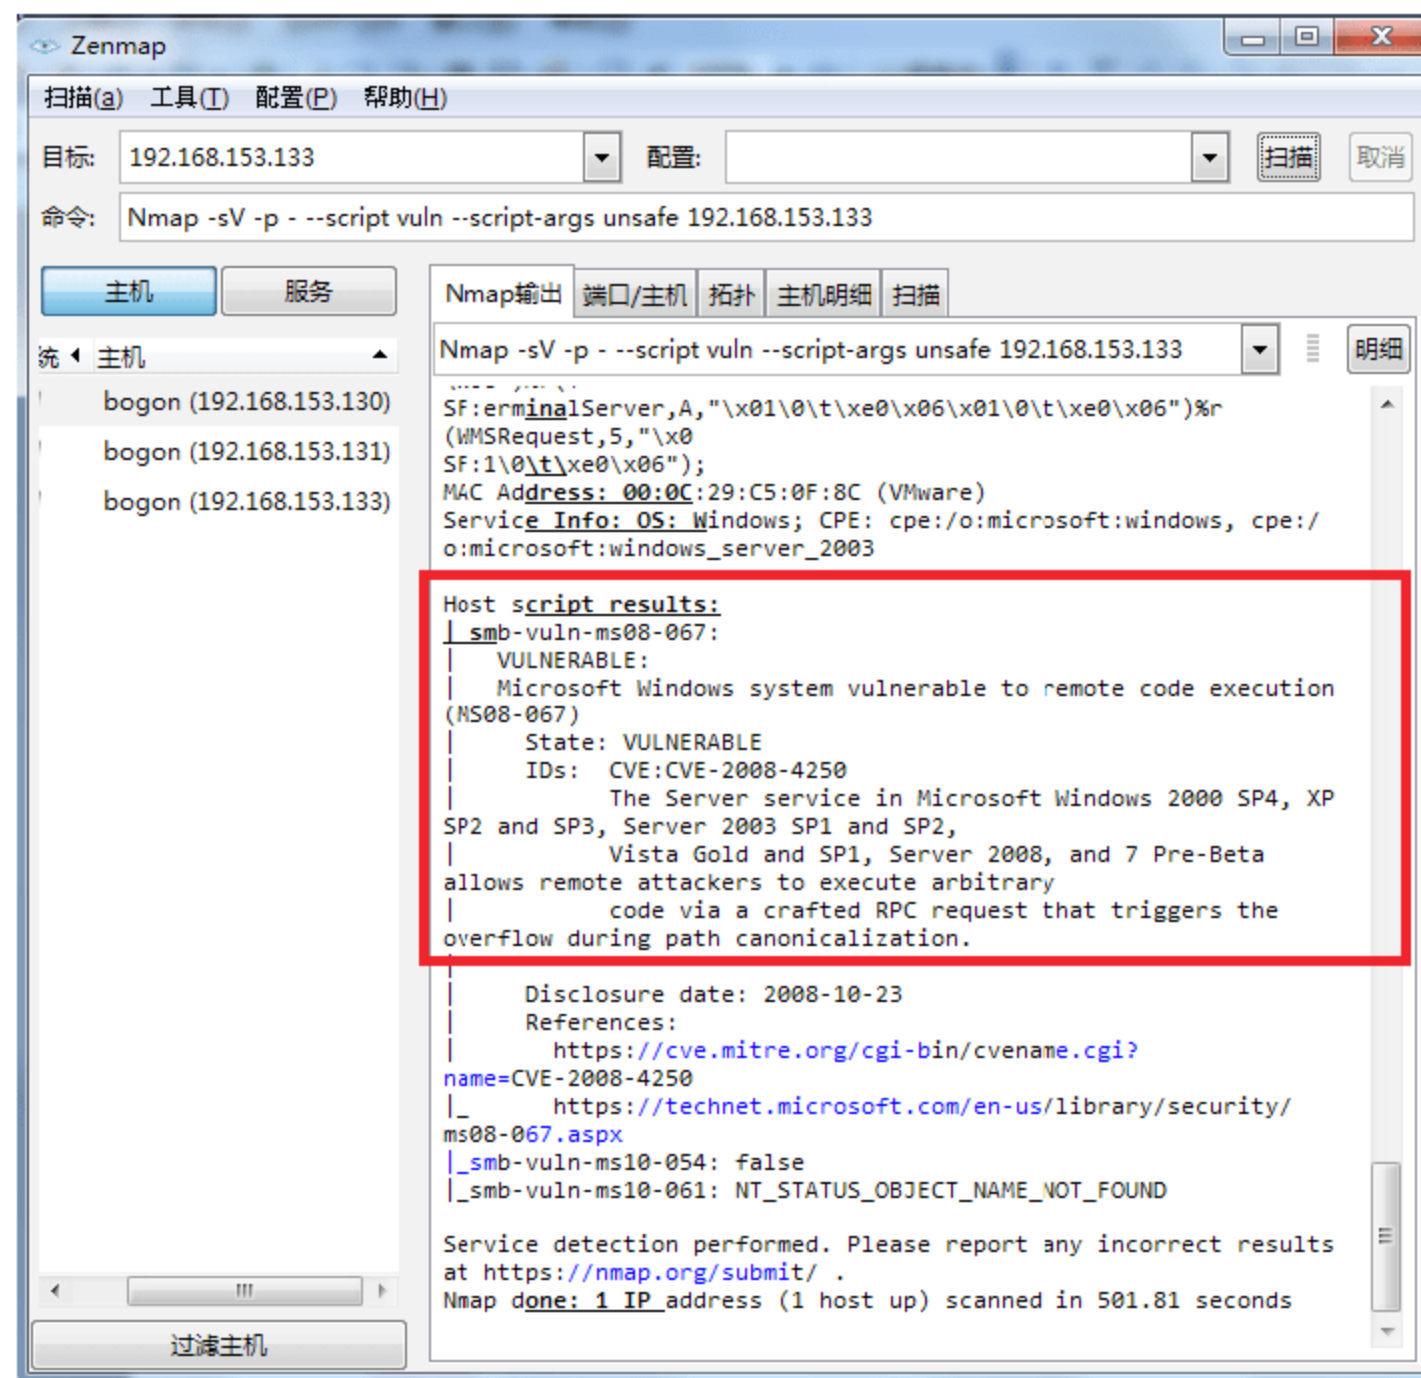 Zenmap
扫描(a) 工具(T) 配置(P) 帮助(H)
目标: 192.168.153.133 配置: 扫描 取消
命令: Nmap -sV -p - --script vuln --script-args unsafe 192.168.153.133
主机 服务
Nmap输出 端口/主机 拓扑 主机明细 扫描
统 主机
Nmap -sV -p - --script vuln --script-args unsafe 192.168.153.133 明细
bogon (192.168.153.130)
bogon (192.168.153.131)
bogon (192.168.153.133)
SF:erminalServer,A,"\x01\0\t\xe0\x06\x01\0\t\xe0\x06")%r
(WMSRequest,5,"\x0
SF:1\0\t\xe0\x06");
MAC Address: 00:0C:29:C5:0F:8C (VMware)
Service Info: OS: Windows; CPE: cpe:/o:microsoft:windows, cpe:/
o:microsoft:windows_server_2003
Host script results:
| smb-vuln-ms08-067:
|   VULNERABLE:
|   Microsoft Windows system vulnerable to remote code execution
(MS08-067)
|     State: VULNERABLE
|     IDs:  CVE:CVE-2008-4250
|           The Server service in Microsoft Windows 2000 SP4, XP
SP2 and SP3, Server 2003 SP1 and SP2,
|           Vista Gold and SP1, Server 2008, and 7 Pre-Beta
allows remote attackers to execute arbitrary
|           code via a crafted RPC request that triggers the
overflow during path canonicalization.
|
|     Disclosure date: 2008-10-23
|     References:
|       https://cve.mitre.org/cgi-bin/cvename.cgi?
name=CVE-2008-4250
|_      https://technet.microsoft.com/en-us/library/security/
ms08-067.aspx
|_smb-vuln-ms10-054: false
|_smb-vuln-ms10-061: NT_STATUS_OBJECT_NAME_NOT_FOUND
Service detection performed. Please report any incorrect results
at https://nmap.org/submit/ .
Nmap done: 1 IP address (1 host up) scanned in 501.81 seconds
过滤主机